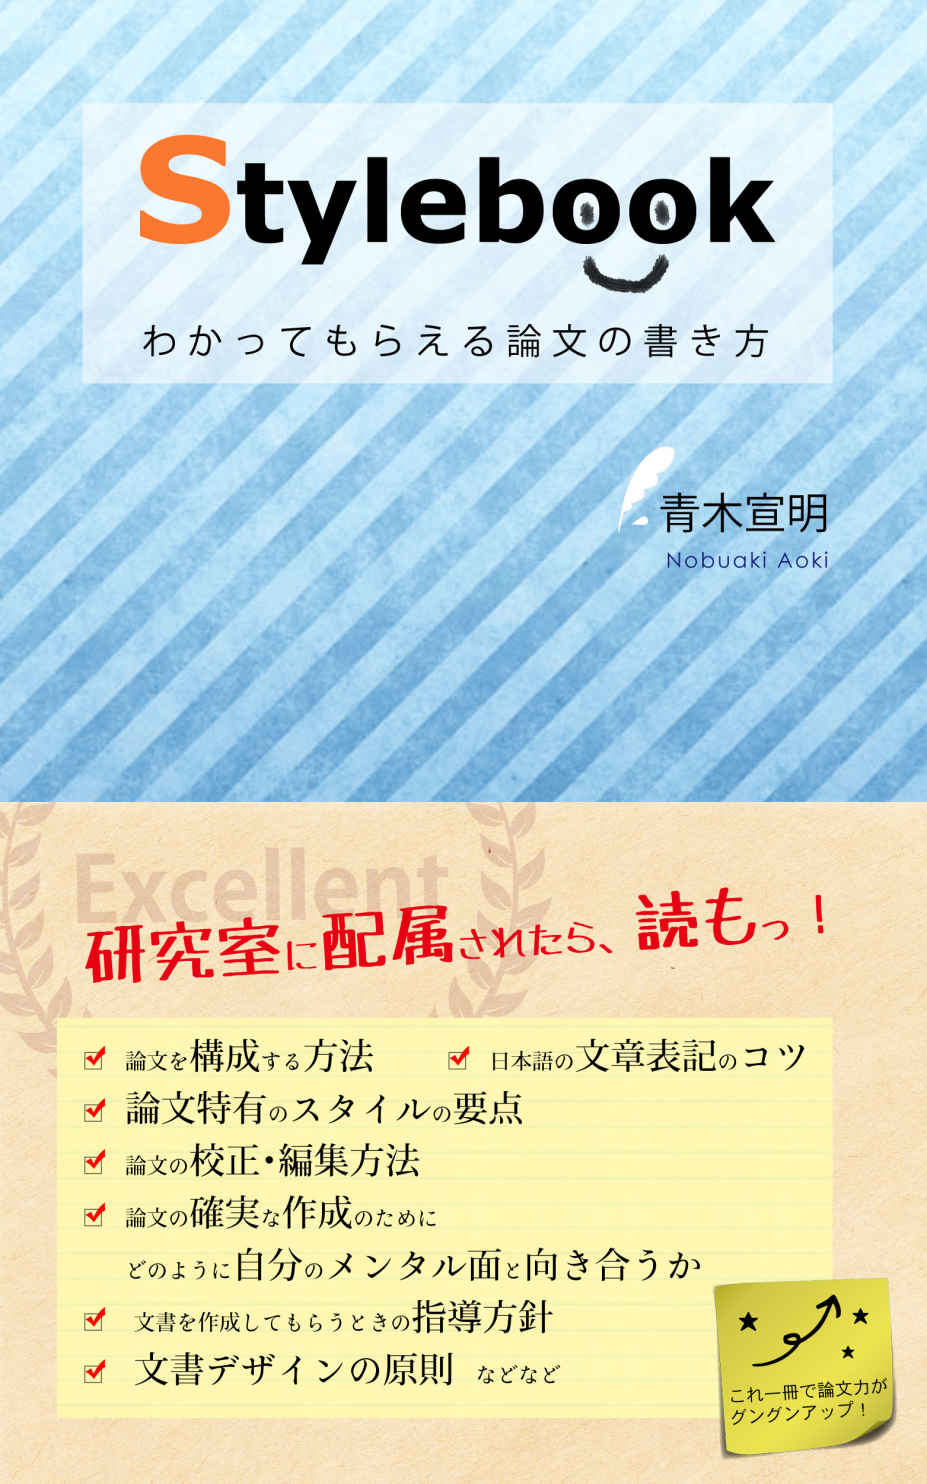 Stylebook
わかってもらえる論文の書き方
青木宣明
Nobuaki Aoki
Excellent
研究室に配属されたら、読もっ！
論文を構成する方法
日本語の文章表記のコツ
論文特有のスタイルの要点
論文の校正・編集方法
論文の確実な作成のために
どのように自分のメンタル面と向き合うか
文書を作成してもらうときの指導方針
文書デザインの原則 などなど
これ一冊で論文力が
グングンアップ！